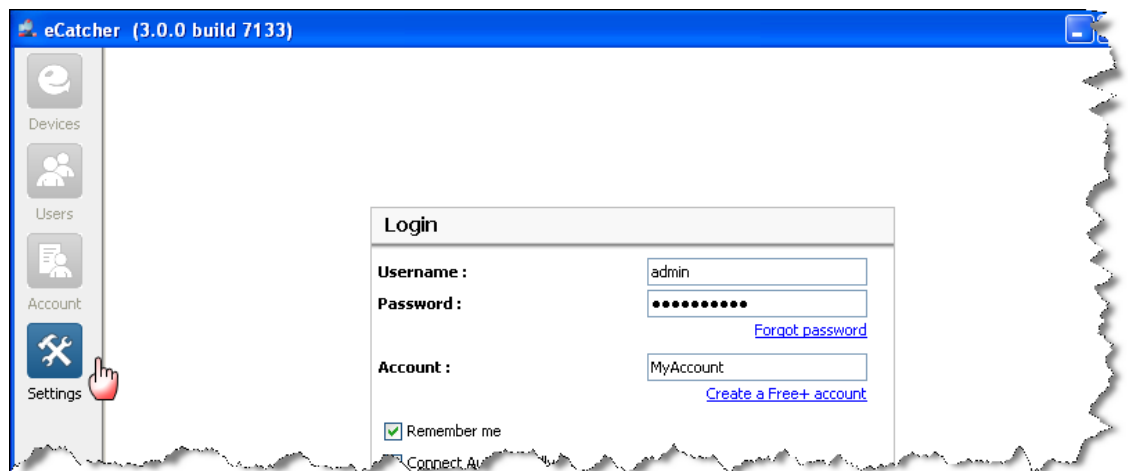 eCatcher (3.0.0 build 7133)
Devices
Users
Account
Settings
Login
Username :
admin
Password :
••••••••••
Forgot password
Account :
MyAccount
Create a Free+ account
Remember me
Connect